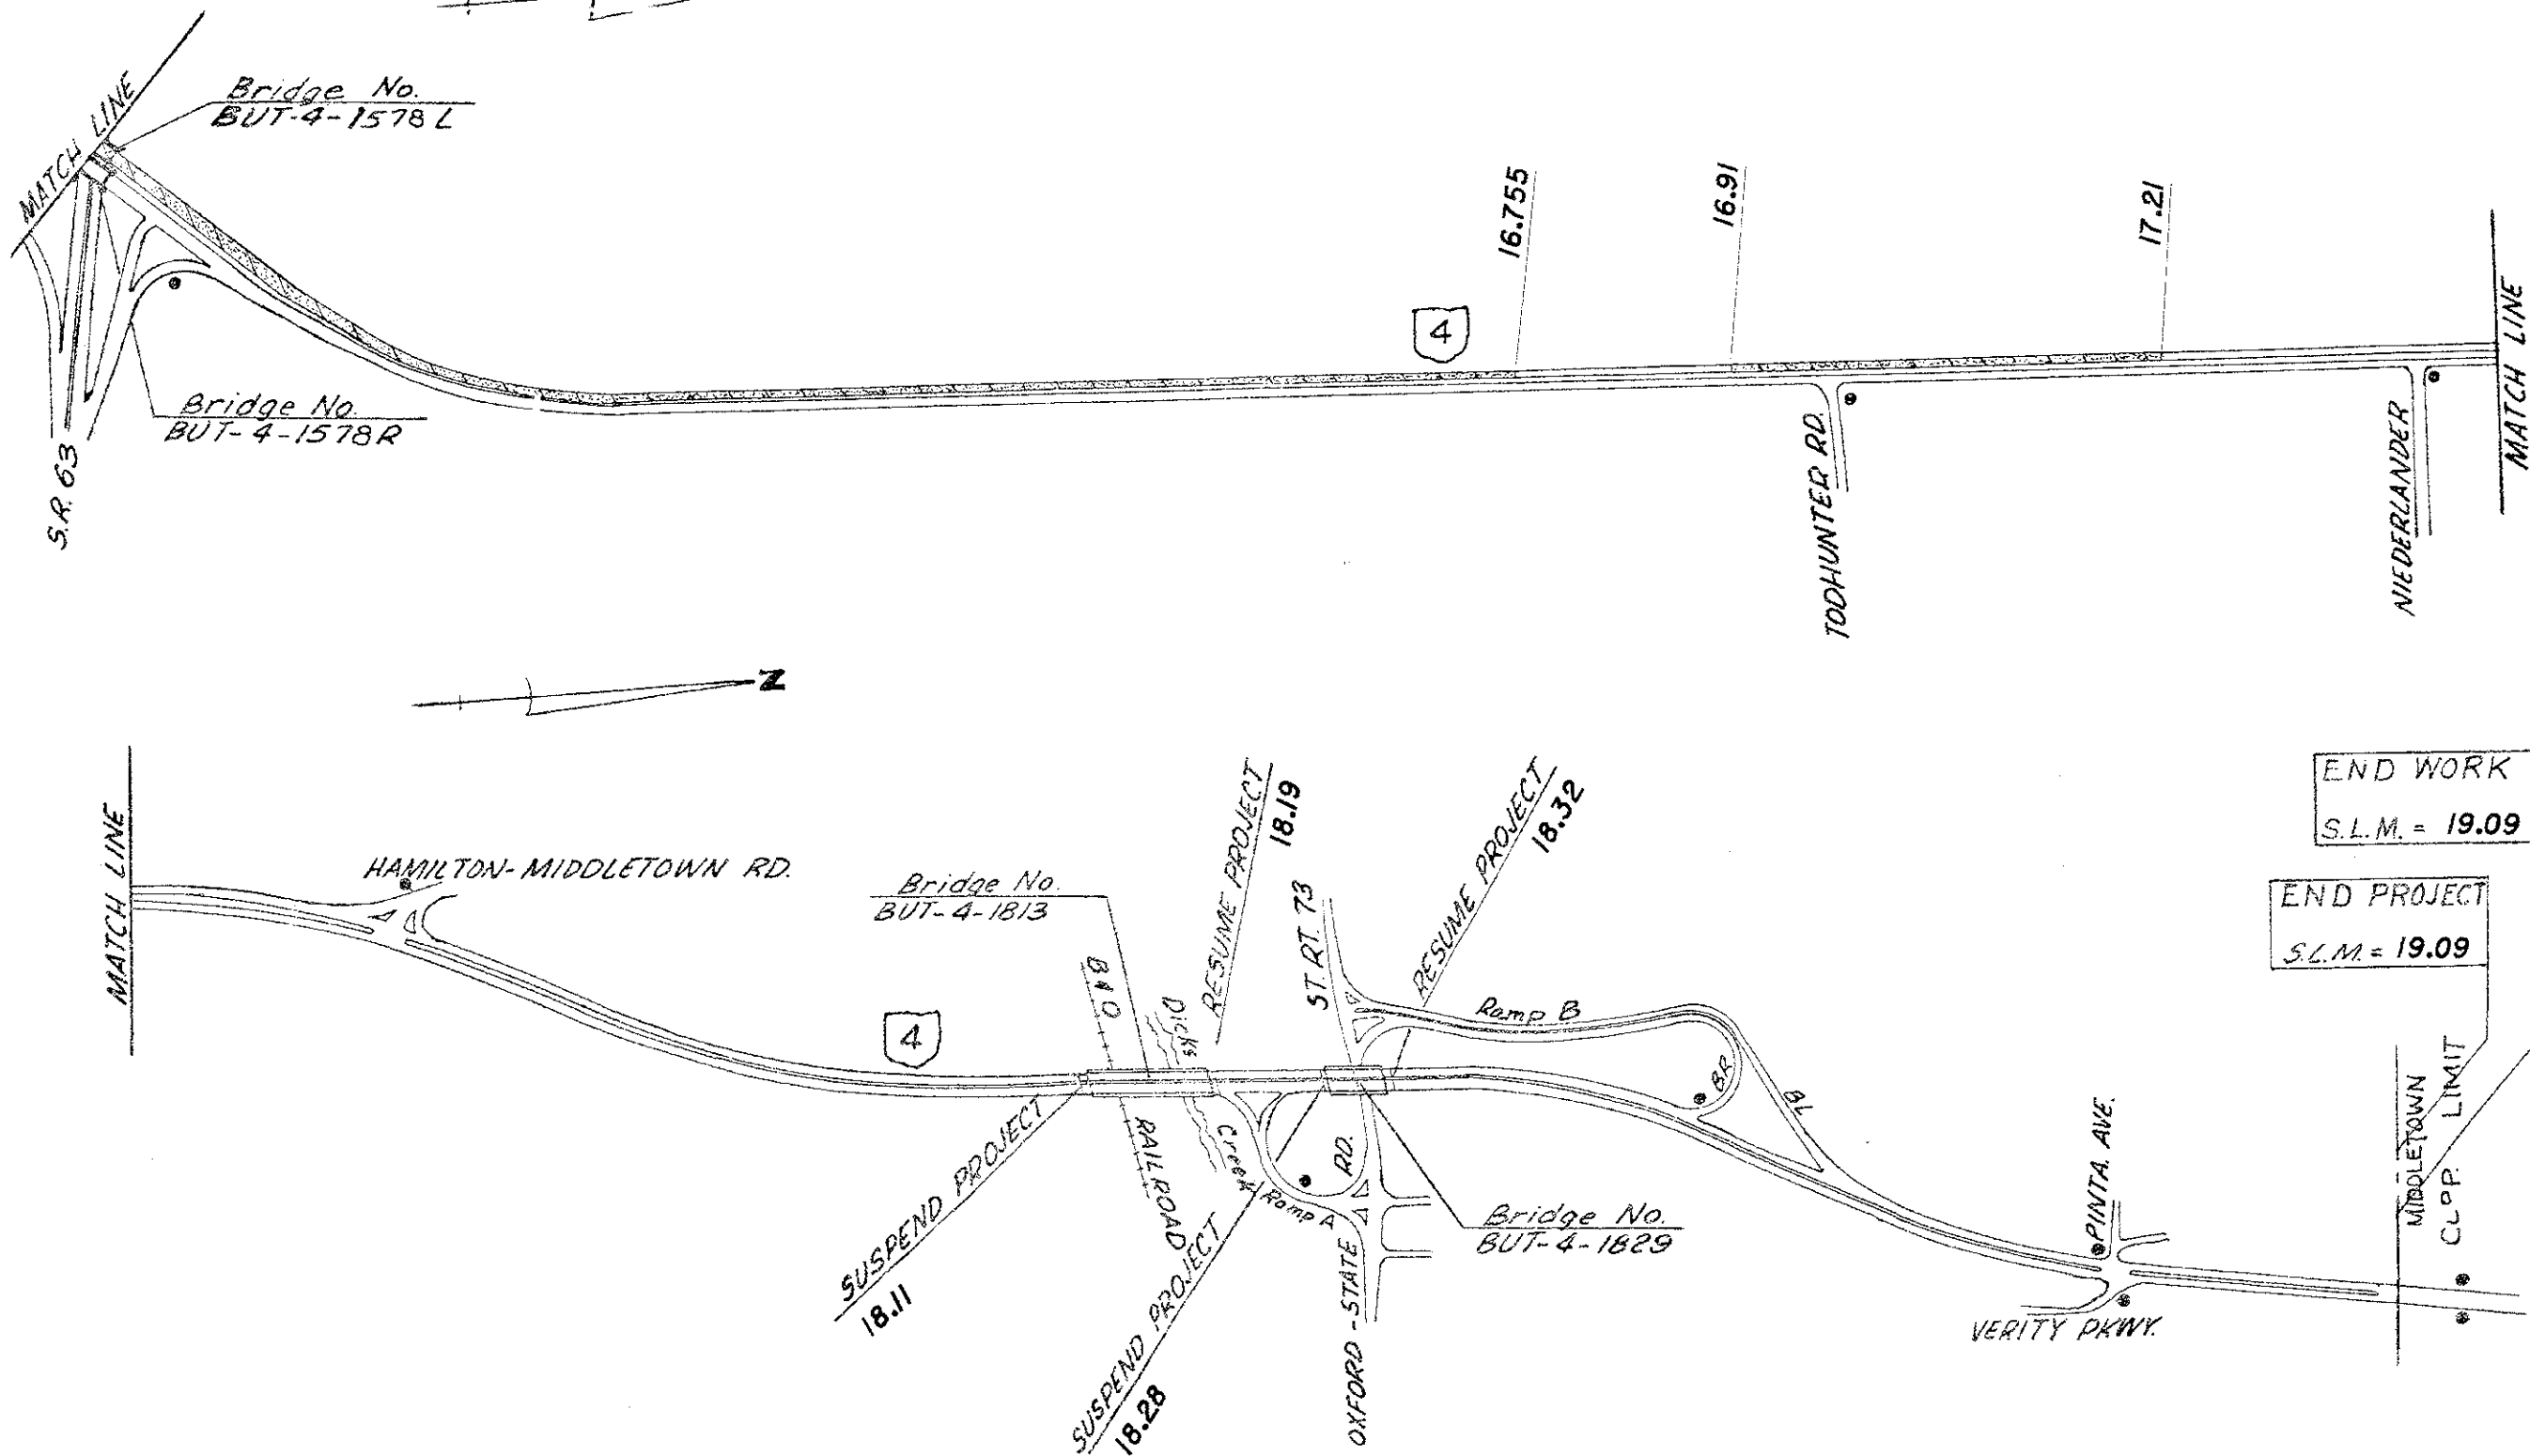 MATCH LINE
MATCH LINE
Bridge No.
BUT-4-1578 L
Bridge No.
BUT-4-1578R
S.R. 63
4
16.755
16.91
17.21
TODHUNTER RD.
NIEDERLANDER
MATCH LINE
Z
MATCH LINE
HAMILTON-MIDDLETOWN RD.
4
Bridge No.
BUT-4-1813
B & O
RAILROAD
Dicks
Creek
RESUME PROJECT
18.19
ST. RT. 73
RESUME PROJECT
18.32
Ramp B
BR
BL
SUSPEND PROJECT
18.11
SUSPEND PROJECT
18.28
Ramp A
OXFORD-STATE RD.
Bridge No.
BUT-4-1829
PINTA AVE.
VERITY PKWY.
MIDDLETOWN
LIMIT
END WORK
S.L.M. = 19.09
END PROJECT
S.L.M. = 19.09